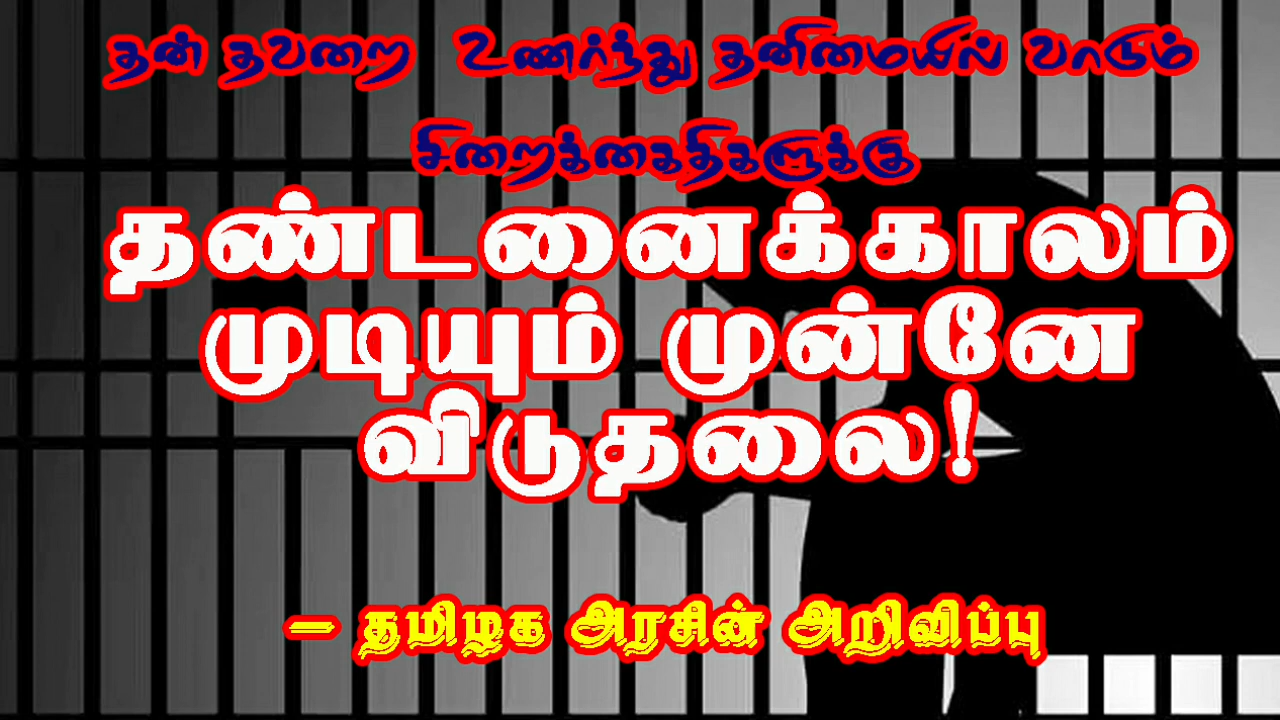 தன் தவறை உணர்ந்து தனிமையில் வாடும்
சிறைக்கைதிகளுக்கு
தண்டனைக்காலம்
முடியும் முன்னே
விடுதலை!
– தமிழக அரசின் அறிவிப்பு